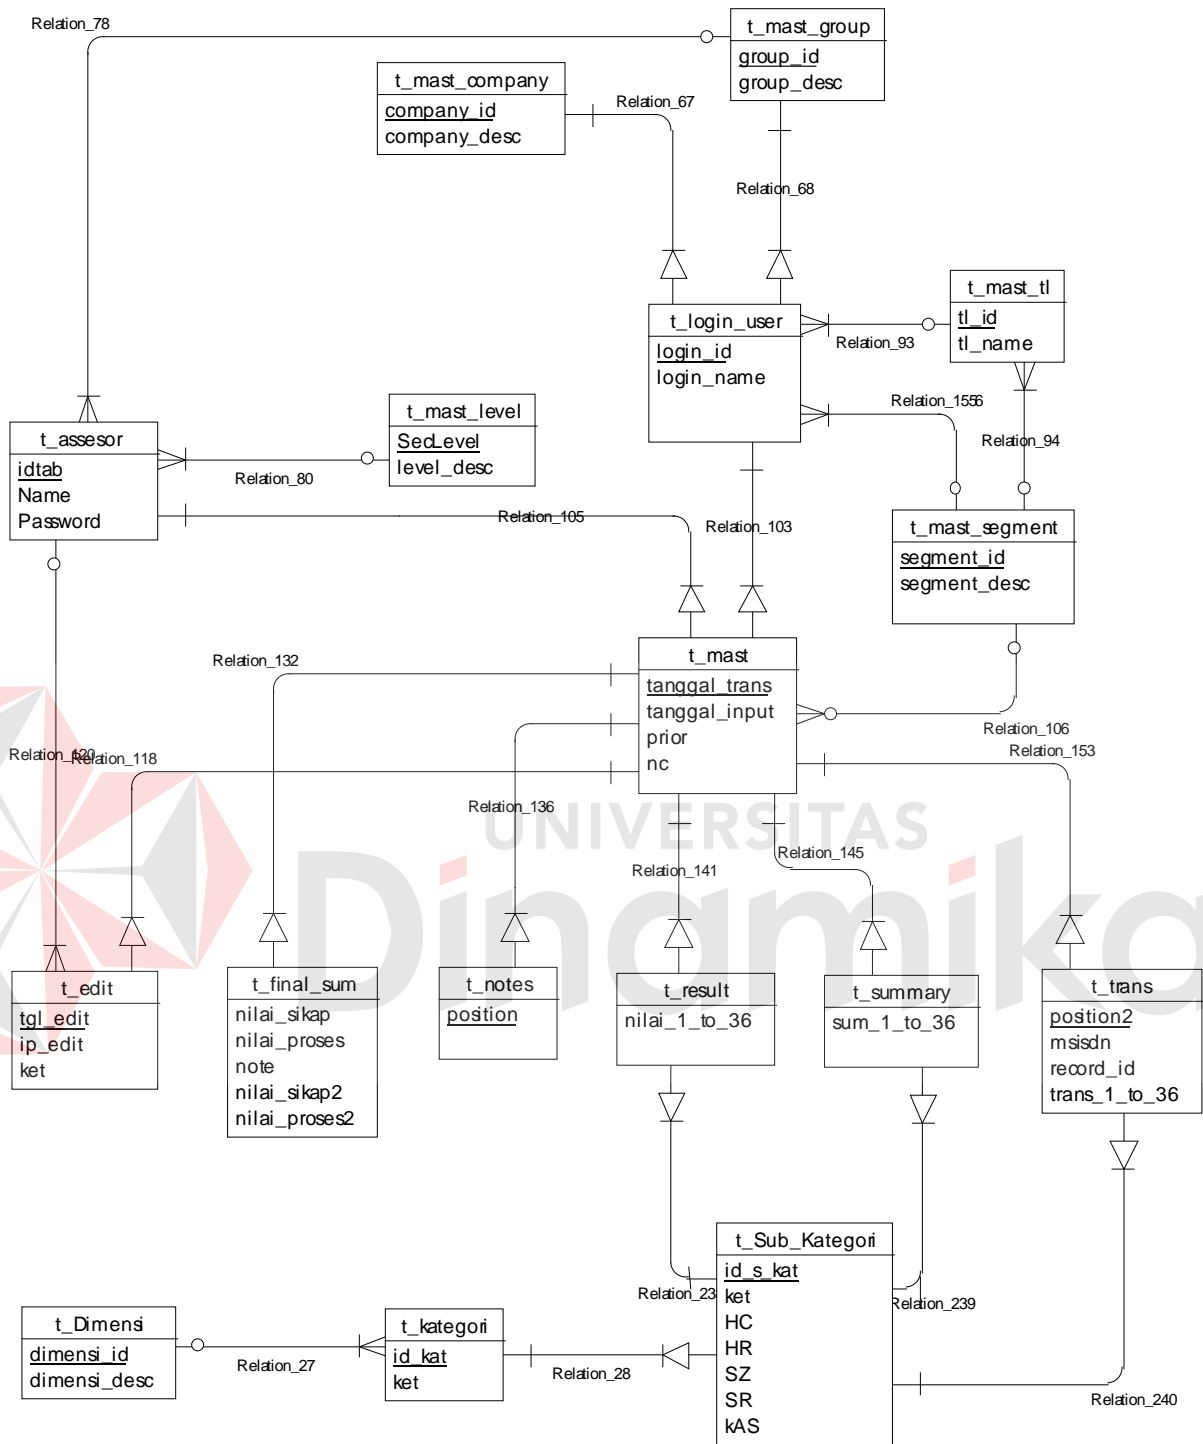 Relation_78
t_mast_group
group_id
group_desc
t_mast_company
company_id
company_desc
Relation_67
Relation_68
t_mast_tl
tl_id
tl_name
t_login_user
login_id
login_name
Relation_93
Relation_1556
Relation_94
t_mast_level
SecLevel
level_desc
t_assesor
idtab
Name
Password
Relation_80
Relation_105
Relation_103
t_mast_segment
segment_id
segment_desc
t_mast
tanggal_trans
tanggal_input
prior
nc
Relation_132
Relation_106
Relation_153
Relation_120
Relation_118
Relation_136
UNIVERSITAS
Dinamika
Relation_141
Relation_145
t_edit
tgl_edit
ip_edit
ket
t_final_sum
nilai_sikap
nilai_proses
note
nilai_sikap2
nilai_proses2
t_notes
position
t_result
nilai_1_to_36
t_summary
sum_1_to_36
t_trans
position2
msisdn
record_id
trans_1_to_36
t_Sub_Kategori
id_s_kat
ket
HC
HR
SZ
SR
kAS
Relation_23
Relation_239
Relation_240
t_Dimensi
dimensi_id
dimensi_desc
Relation_27
t_kategori
id_kat
ket
Relation_28